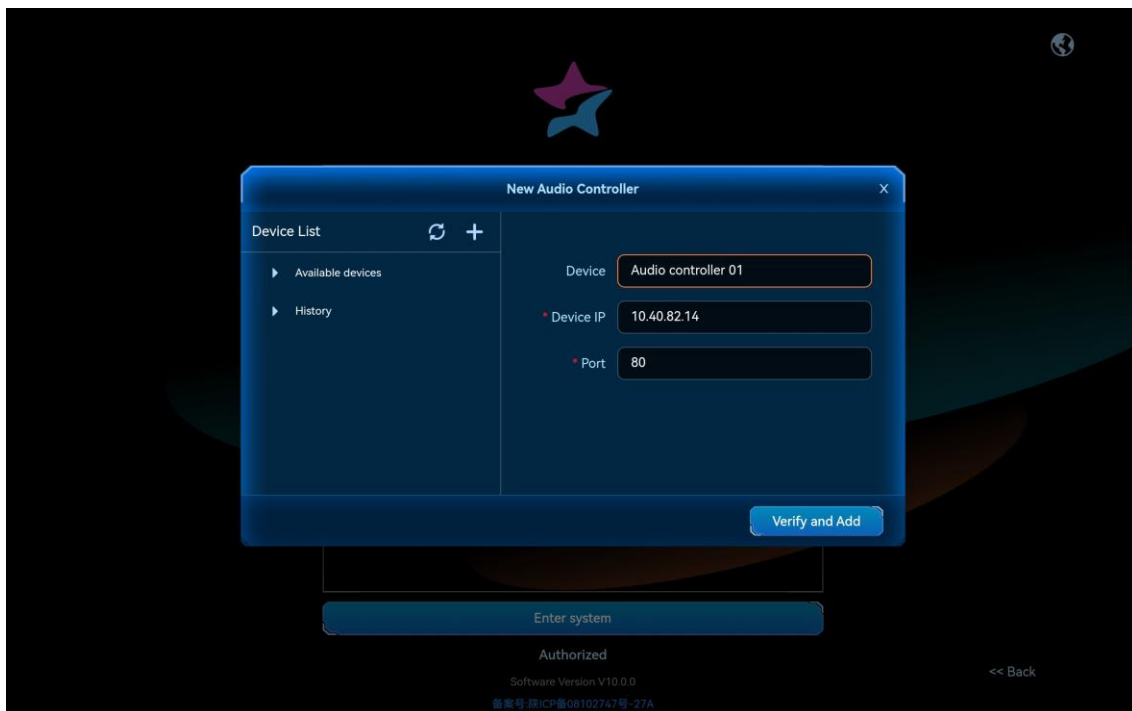 New Audio Controller X
Device List
Available devices
History
Device Audio controller 01
* Device IP 10.40.82.14
* Port 80
Verify and Add
Enter system
Authorized
<< Back
Software Version V10.0.0
备案号:陕ICP备08102747号-27A